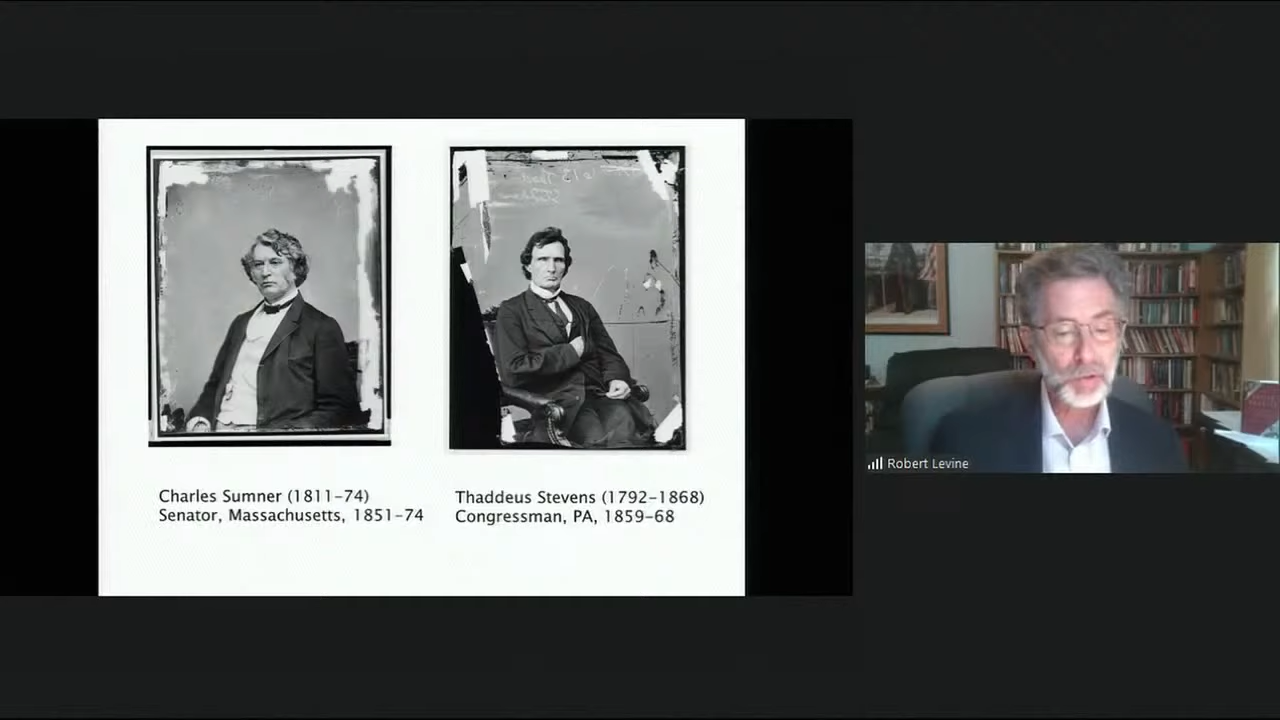 Charles Sumner (1811–74)
Senator, Massachusetts, 1851–74
Thaddeus Stevens (1792–1868)
Congressman, PA, 1859–68
Robert Levine